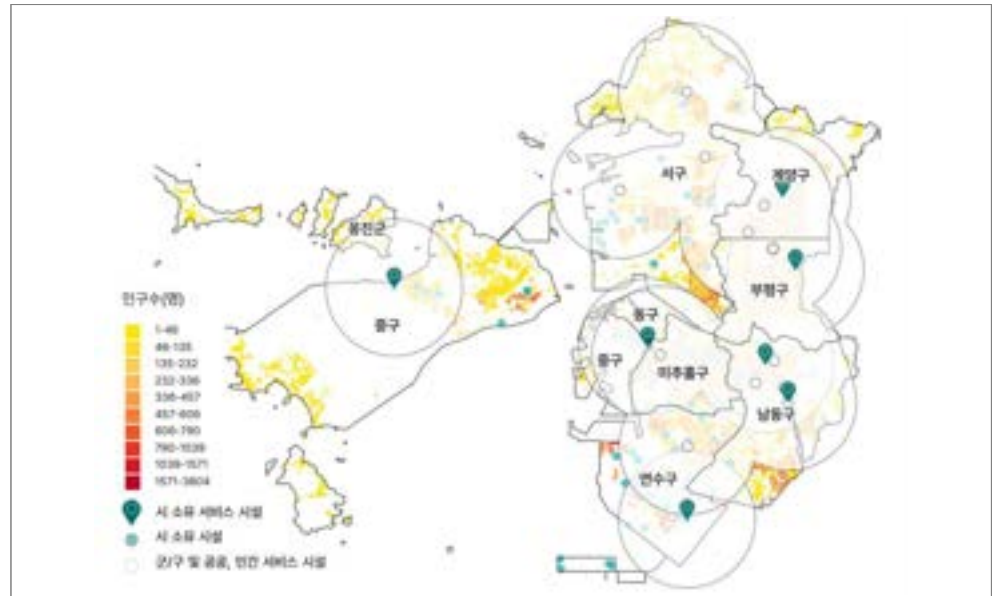 서구
계양구
옹진군
부평구
중구
동구
중구
미추홀구
남동구
연수구
인구수(명)
1-46
46-135
135-232
232-336
336-457
457-606
606-790
790-1039
1039-1571
1571-3604
시 소유 서비스 시설
시 소유 시설
군/구 및 공공, 민간 서비스 시설